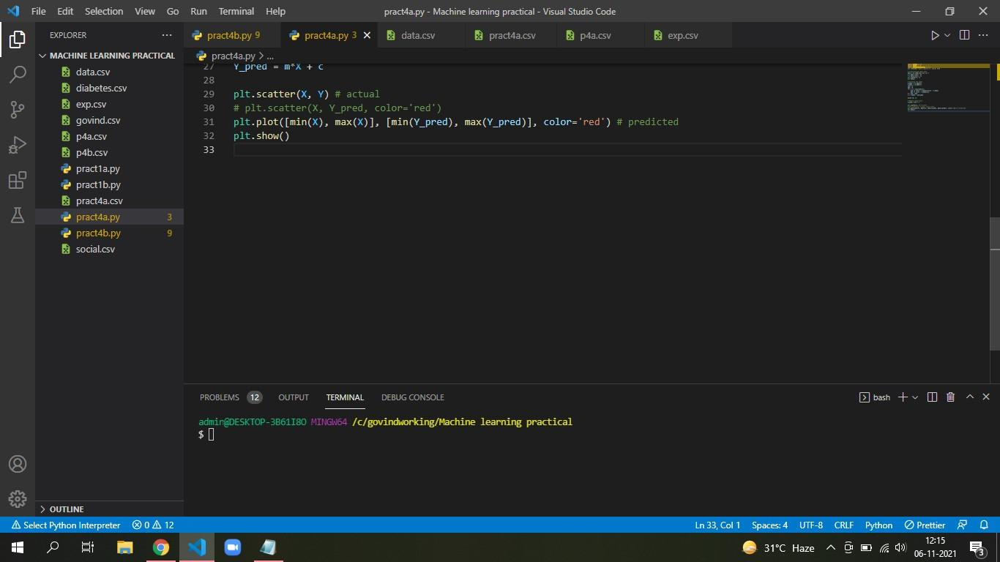 File Edit Selection View Go Run Terminal Help pract4a.py - Machine learning practical - Visual Studio Code
EXPLORER ···
pract4b.py 9 pract4a.py 3 data.csv pract4a.csv p4a.csv exp.csv
MACHINE LEARNING PRACTICAL
data.csv
diabetes.csv
exp.csv
govind.csv
p4a.csv
p4b.csv
pract1a.py
pract1b.py
pract4a.csv
pract4a.py 3
pract4b.py 9
social.csv
OUTLINE
pract4a.py > ...
27 Y_pred = m*X + c
28
29 plt.scatter(X, Y) # actual
30 # plt.scatter(X, Y_pred, color='red')
31 plt.plot([min(X), max(X)], [min(Y_pred), max(Y_pred)], color='red') # predicted
32 plt.show()
33
PROBLEMS 12 OUTPUT TERMINAL DEBUG CONSOLE bash
admin@DESKTOP-3B61I8O MINGW64 /c/govindworking/Machine learning practical
$
Select Python Interpreter 0 12 Ln 33, Col 1 Spaces: 4 UTF-8 CRLF Python Prettier
31°C Haze 12:15
06-11-2021 3